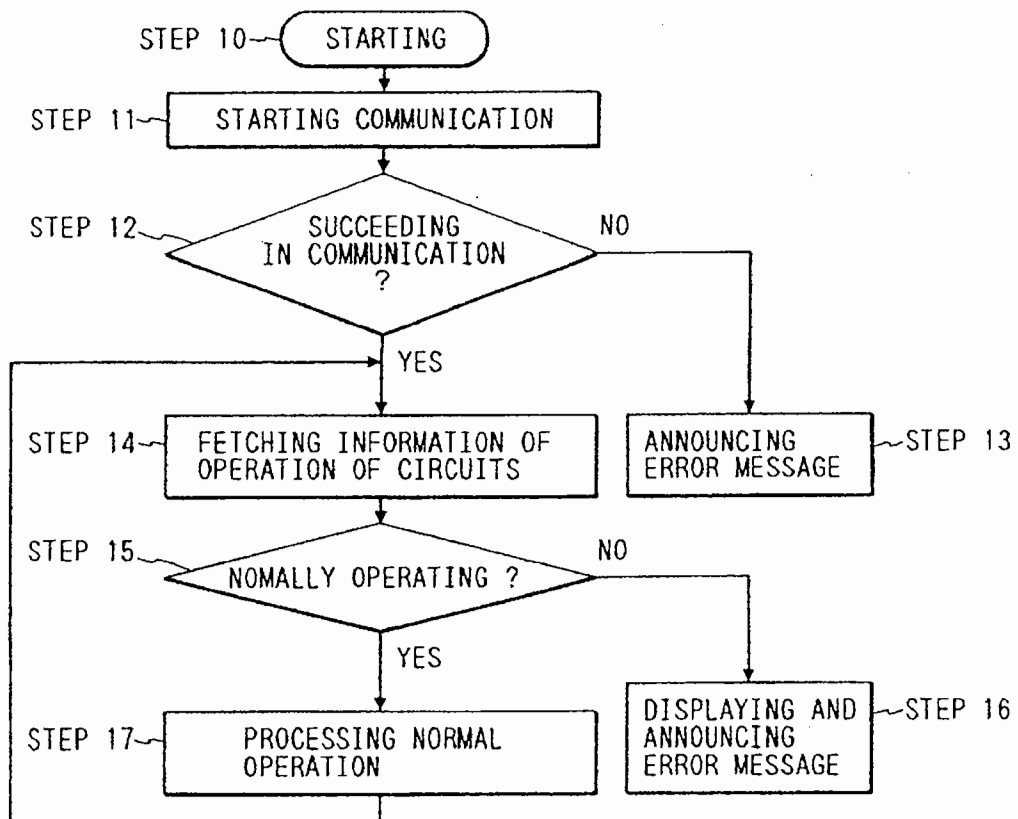 STEP 10
STARTING
STEP 11
STARTING COMMUNICATION
STEP 12
SUCCEEDING
IN COMMUNICATION
?
NO
YES
STEP 14
FETCHING INFORMATION OF
OPERATION OF CIRCUITS
ANNOUNCING
ERROR MESSAGE
STEP 13
STEP 15
NOMALLY OPERATING ?
NO
YES
STEP 17
PROCESSING NORMAL
OPERATION
DISPLAYING AND
ANNOUNCING
ERROR MESSAGE
STEP 16